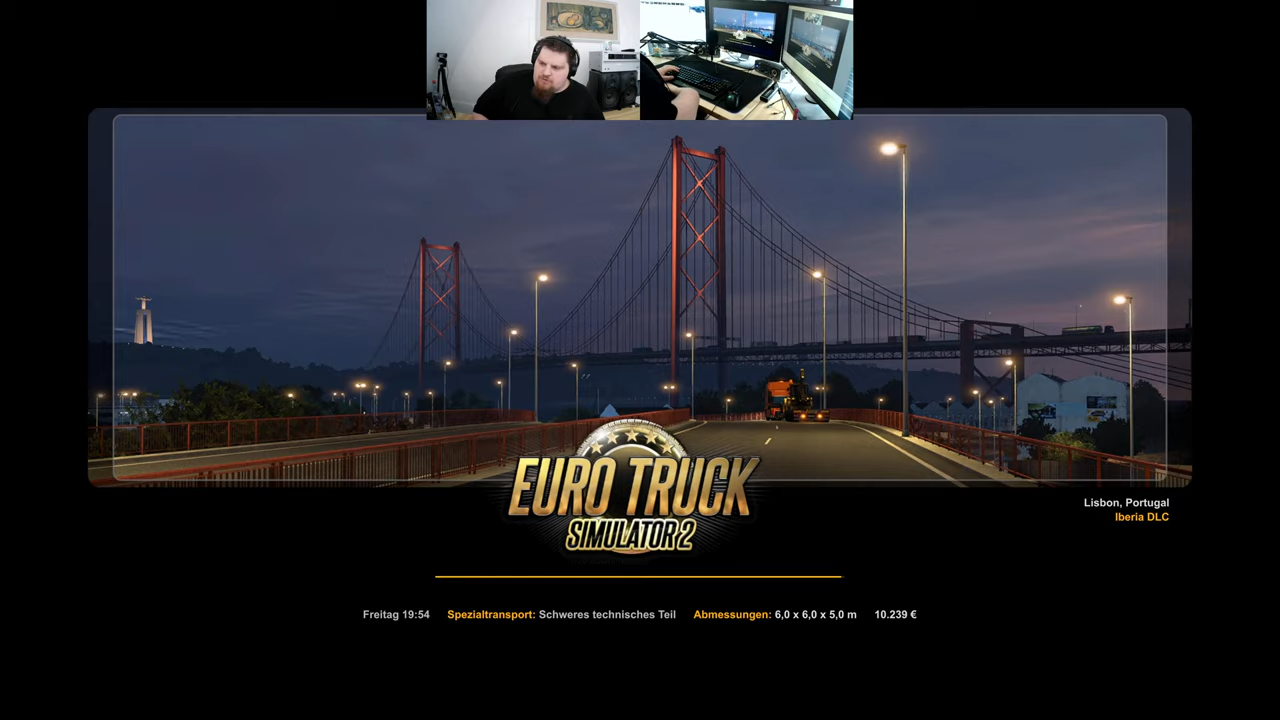 EURO TRUCK
SIMULATOR 2
Lisbon, Portugal
Iberia DLC
Freitag 19:54 Spezialtransport: Schweres technisches Teil Abmessungen: 6,0 x 6,0 x 5,0 m 10.239 €